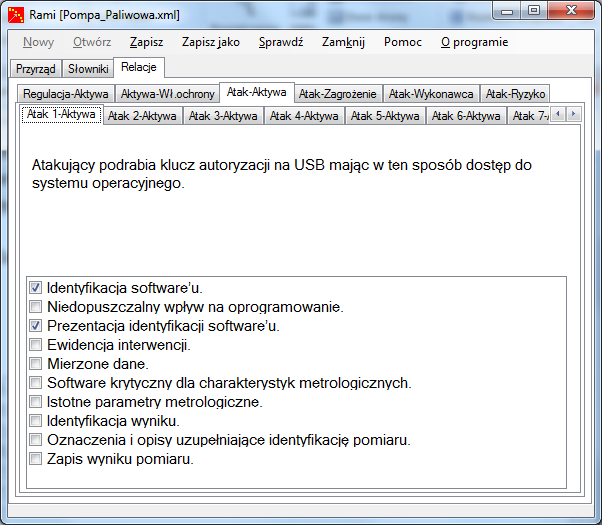 Rami [Pompa_Paliwowa.xml]
Nowy Otwórz Zapisz Zapisz jako Sprawdź Zamknij Pomoc O programie
Przyrząd Słowniki Relacje
Regulacja-Aktywa Aktywa-Wł.ochrony Atak-Aktywa Atak-Zagrożenie Atak-Wykonawca Atak-Ryzyko
Atak 1-Aktywa Atak 2-Aktywa Atak 3-Aktywa Atak 4-Aktywa Atak 5-Aktywa Atak 6-Aktywa Atak 7-
Atakujący podrabia klucz autoryzacji na USB mając w ten sposób dostęp do
systemu operacyjnego.
Identyfikacja software'u.
Niedopuszczalny wpływ na oprogramowanie.
Prezentacja identyfikacji software'u.
Ewidencja interwencji.
Mierzone dane.
Software krytyczny dla charakterystyk metrologicznych.
Istotne parametry metrologiczne.
Identyfikacja wyniku.
Oznaczenia i opisy uzupełniające identyfikację pomiaru.
Zapis wyniku pomiaru.